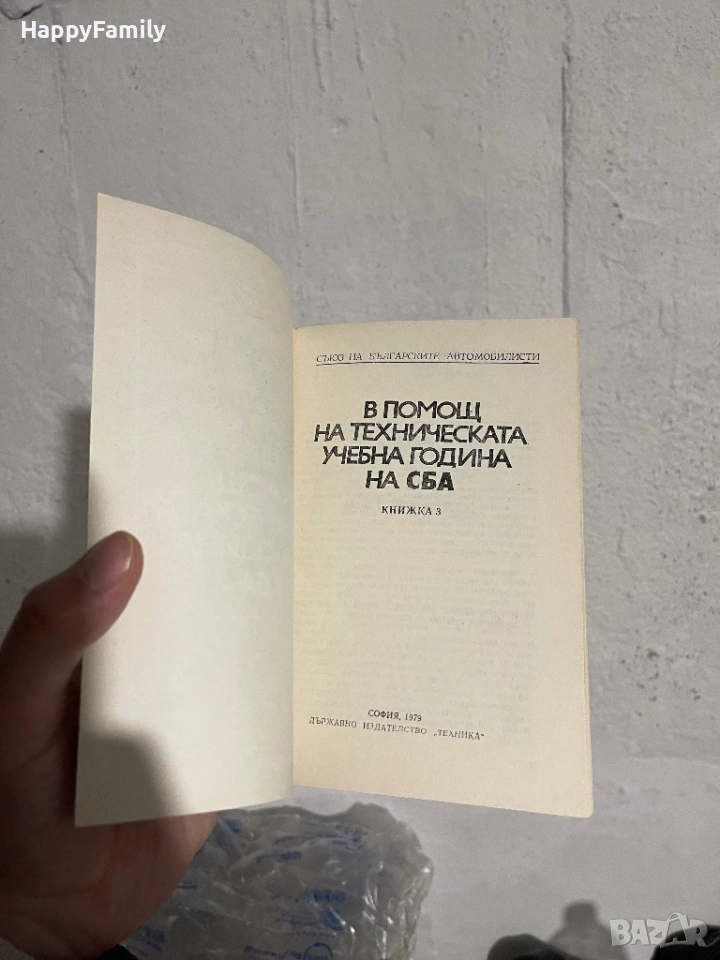 HappyFamily
СЪЮЗ НА БЪЛГАРСКИТЕ АВТОМОБИЛИСТИ
В ПОМОЩ
НА ТЕХНИЧЕСКАТА
УЧЕБНА ГОДИНА
НА СБА
КНИЖКА 3
СОФИЯ, 1979
ДЪРЖАВНО ИЗДАТЕЛСТВО „ТЕХНИКА"
BAZAR